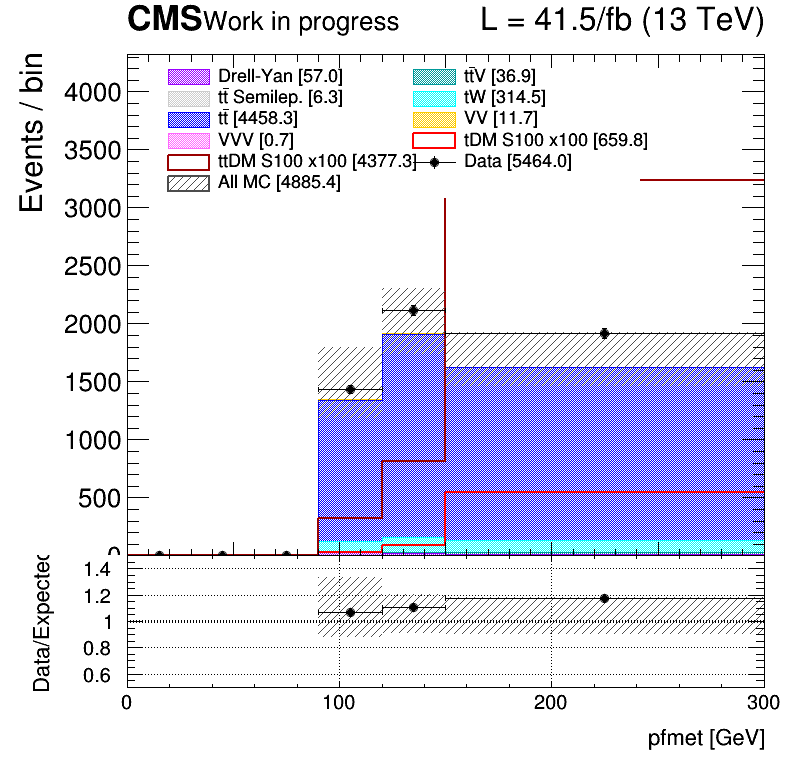 CMS Work in progress L = 41.5/fb (13 TeV)
Events / bin
Drell-Yan [57.0] tt̄V [36.9]
tt̄ Semilep. [6.3] tW [314.5]
tt̄ [4458.3] VV [11.7]
VVV [0.7] tDM S100 x100 [659.8]
ttDM S100 x100 [4377.3] Data [5464.0]
All MC [4885.4]
4000
3500
3000
2500
2000
1500
1000
500
0
Data/Expected
1.4
1.2
1
0.8
0.6
0 100 200 300
pfmet [GeV]